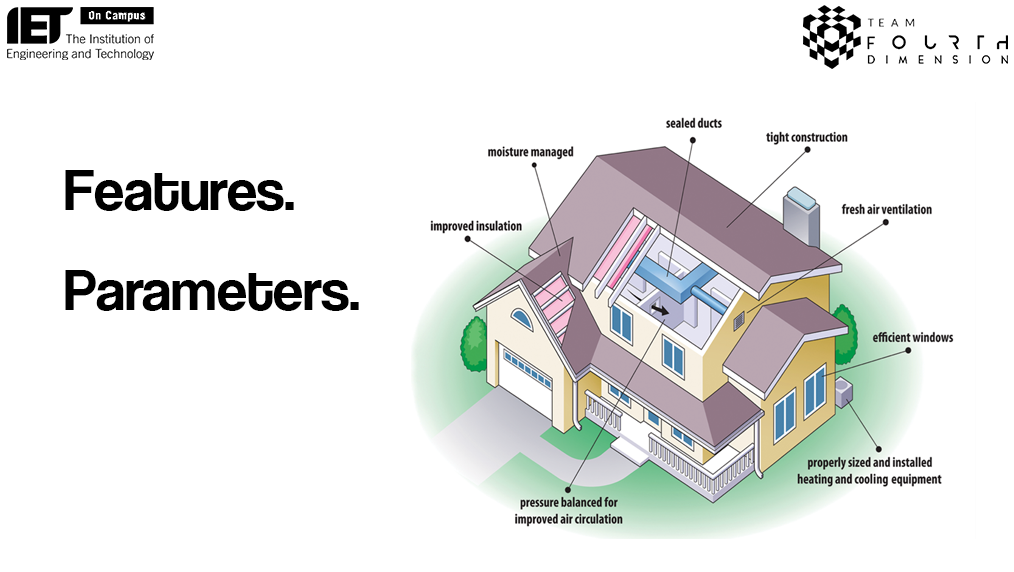 IET On Campus
The Institution of
Engineering and Technology
TEAM
FOURTH
DIMENSION
Features.
Parameters.
sealed ducts
tight construction
moisture managed
fresh air ventilation
improved insulation
efficient windows
properly sized and installed
heating and cooling equipment
pressure balanced for
improved air circulation